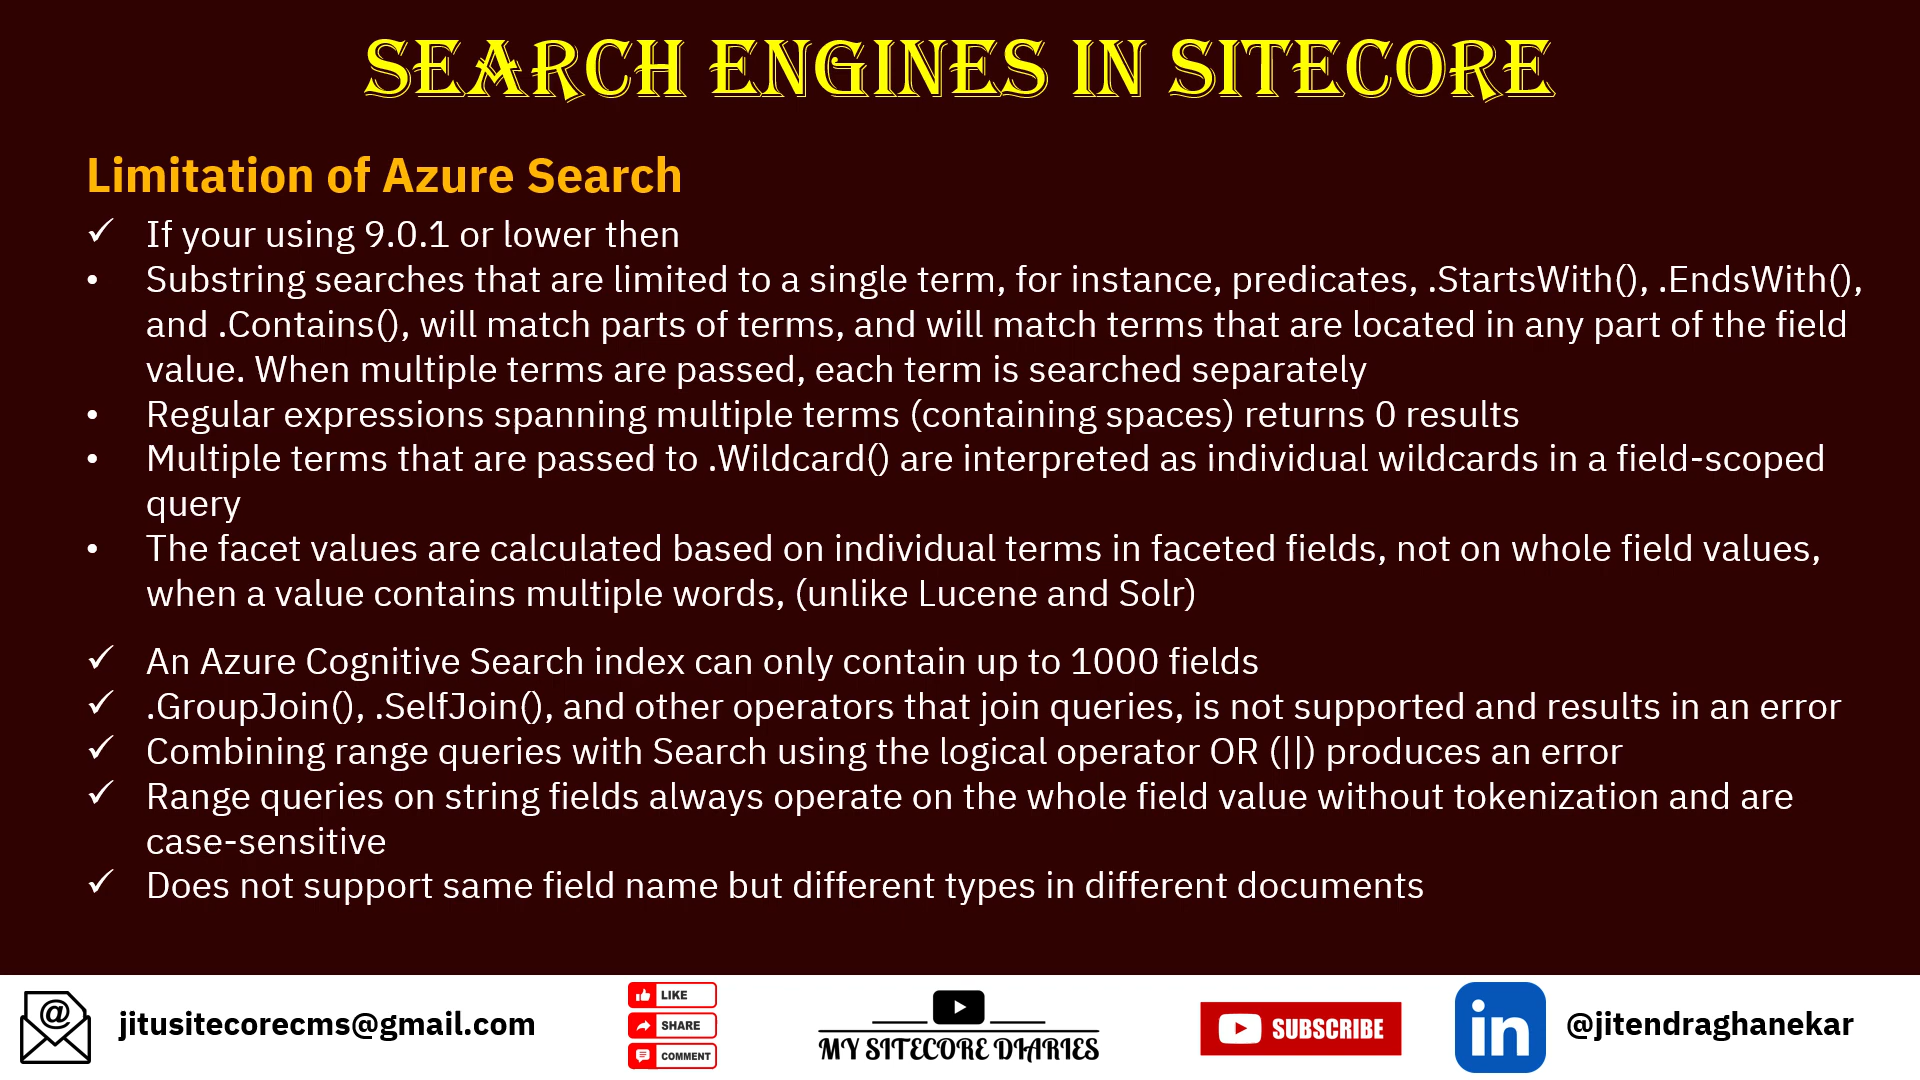 SEARCH ENGINES IN SITECORE
Limitation of Azure Search
✓ If your using 9.0.1 or lower then
• Substring searches that are limited to a single term, for instance, predicates, .StartsWith(), .EndsWith(),
and .Contains(), will match parts of terms, and will match terms that are located in any part of the field
value. When multiple terms are passed, each term is searched separately
• Regular expressions spanning multiple terms (containing spaces) returns 0 results
• Multiple terms that are passed to .Wildcard() are interpreted as individual wildcards in a field-scoped
query
• The facet values are calculated based on individual terms in faceted fields, not on whole field values,
when a value contains multiple words, (unlike Lucene and Solr)
✓ An Azure Cognitive Search index can only contain up to 1000 fields
✓ .GroupJoin(), .SelfJoin(), and other operators that join queries, is not supported and results in an error
✓ Combining range queries with Search using the logical operator OR (||) produces an error
✓ Range queries on string fields always operate on the whole field value without tokenization and are
case-sensitive
✓ Does not support same field name but different types in different documents
@
jitusitecorecms@gmail.com
LIKE
SHARE
COMMENT
MY SITECORE DIARIES
SUBSCRIBE
in
@jitendraghanekar